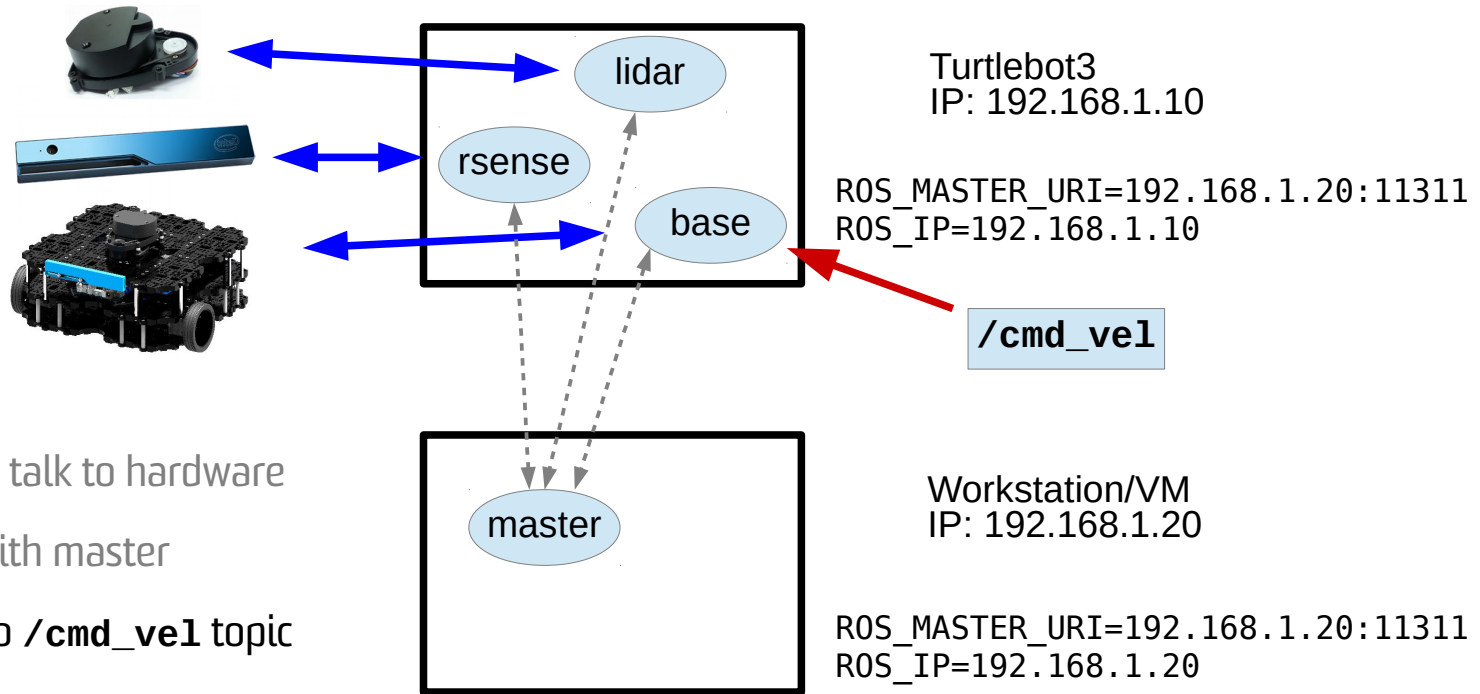 lidar
rsense
base
Turtlebot3
IP: 192.168.1.10
ROS_MASTER_URI=192.168.1.20:11311
ROS_IP=192.168.1.10
/cmd_vel
talk to hardware
ith master
o /cmd_vel topic
master
Workstation/VM
IP: 192.168.1.20
ROS_MASTER_URI=192.168.1.20:11311
ROS_IP=192.168.1.20